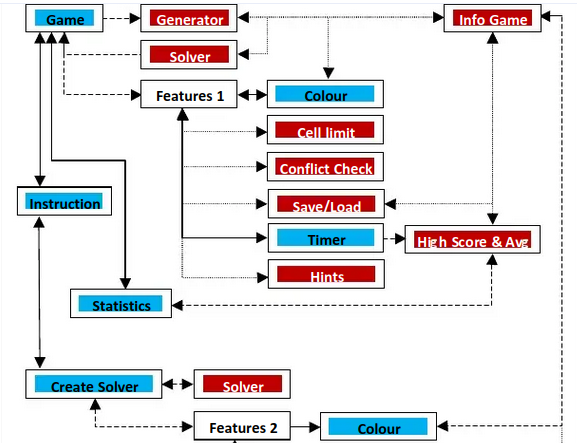 Game
Generator
Info Game
Solver
Features 1
Colour
Cell limit
Conflict Check
Instruction
Save/Load
Timer
High Score & Avg
Hints
Statistics
Create Solver
Solver
Features 2
Colour